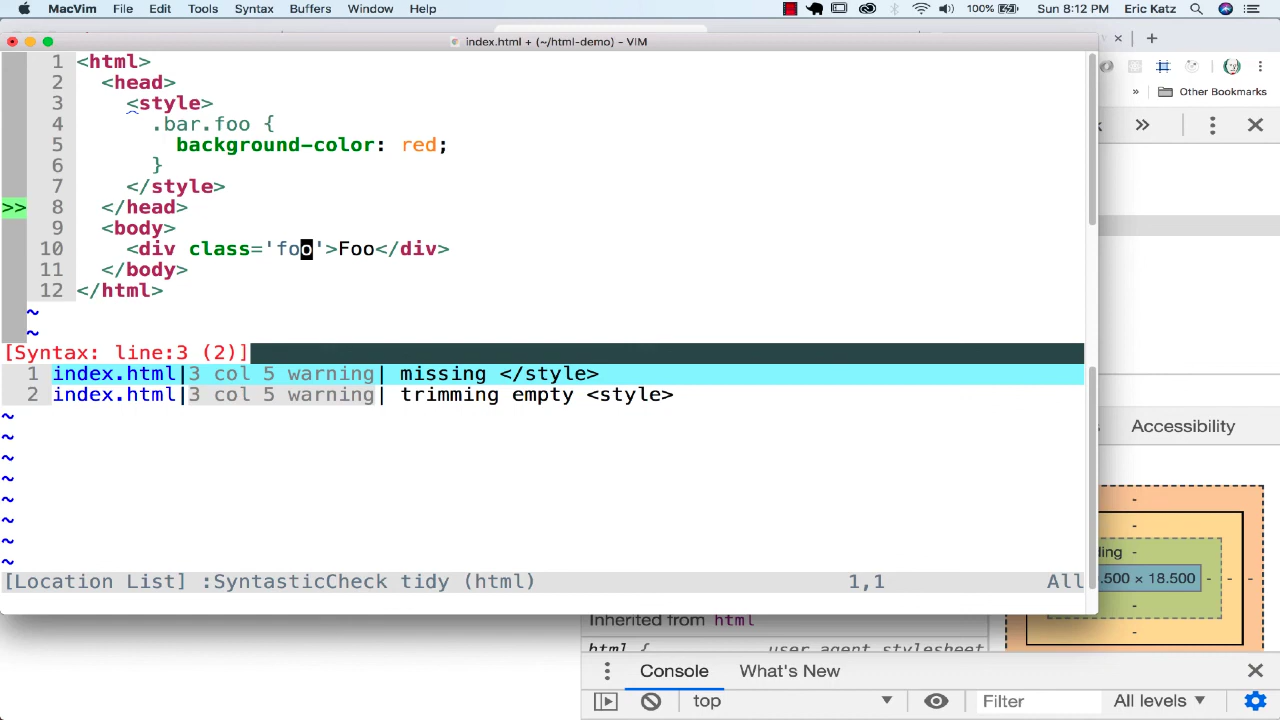 MacVim File Edit Tools Syntax Buffers Window Help 100% Sun 8:12 PM Eric Katz
index.html + (~/html-demo) - VIM
1 <html>
2 <head>
3 <style>
4 .bar.foo {
5 background-color: red;
6 }
7 </style>
>> 8 </head>
9 <body>
10 <div class='foo'>Foo</div>
11 </body>
12 </html>
~
~
[Syntax: line:3 (2)]
1 index.html|3 col 5 warning| missing </style>
2 index.html|3 col 5 warning| trimming empty <style>
~
~
~
~
~
~
~
~
[Location List] :SyntasticCheck tidy (html) 1,1 All
» Other Bookmarks
»
Accessibility
-
-
ding -
.500 × 18.500 - - -
-
-
Inherited from html
html { user agent stylesheet
Console What's New
top Filter All levels ▼